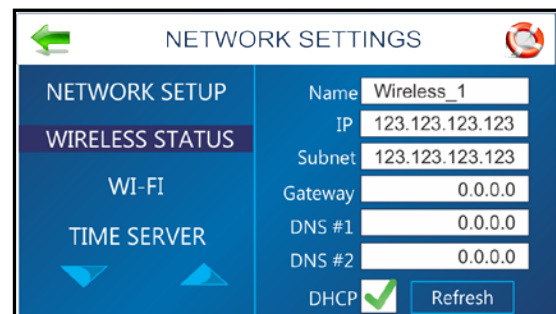 NETWORK SETTINGS
NETWORK SETUP
WIRELESS STATUS
WI-FI
TIME SERVER
Name Wireless_1
IP 123.123.123.123
Subnet 123.123.123.123
Gateway 0.0.0.0
DNS #1 0.0.0.0
DNS #2 0.0.0.0
DHCP Refresh